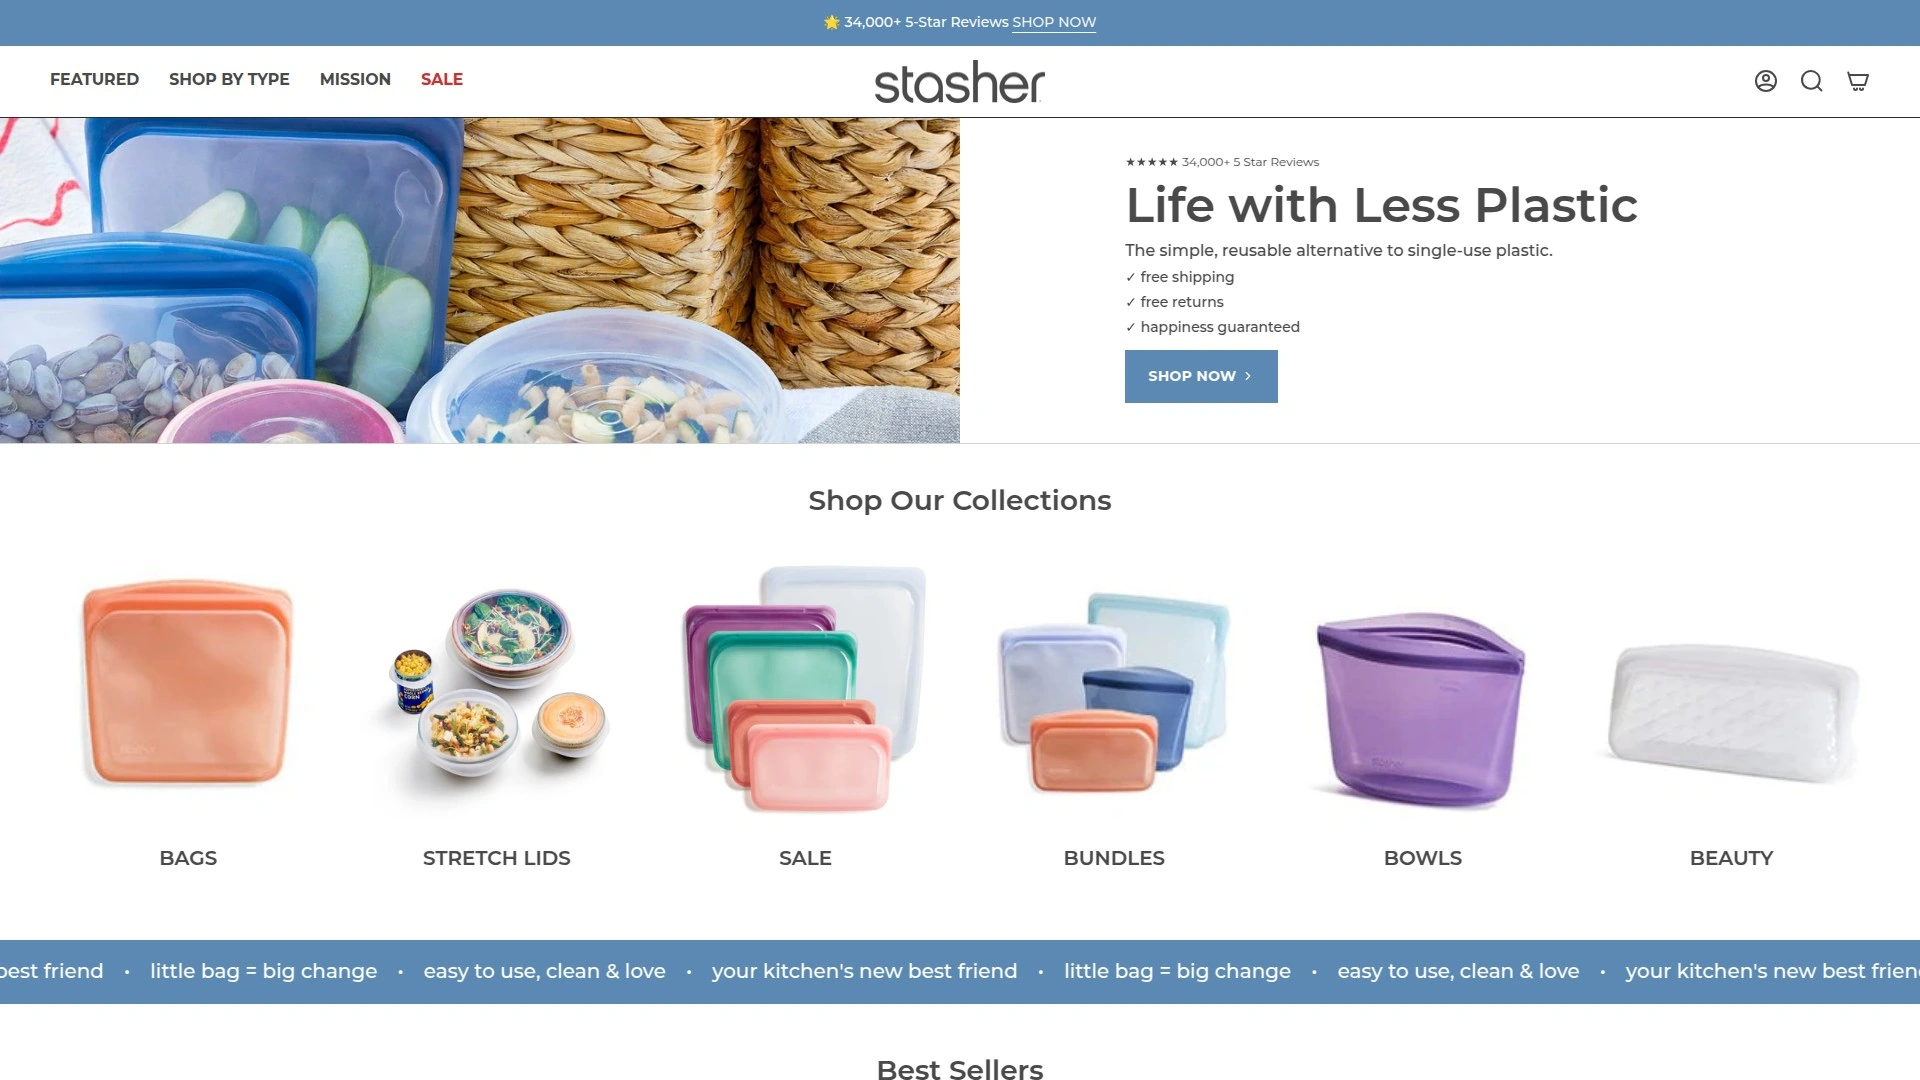 🌟 34,000+ 5-Star Reviews SHOP NOW
FEATURED SHOP BY TYPE MISSION SALE
stasher
★★★★★ 34,000+ 5 Star Reviews
Life with Less Plastic
The simple, reusable alternative to single-use plastic.
✓ free shipping
✓ free returns
✓ happiness guaranteed
SHOP NOW ›
Shop Our Collections
CORN
stasher
BAGS
STRETCH LIDS
SALE
BUNDLES
BOWLS
BEAUTY
best friend • little bag = big change • easy to use, clean & love • your kitchen's new best friend • little bag = big change • easy to use, clean & love • your kitchen's new best frien
Best Sellers